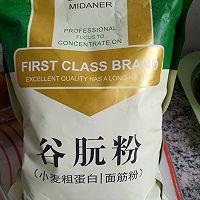 MIDANER
PROFESSIONAL
FOCUS TO
CONCENTRATE ON
FIRST CLASS BRAND
EXCELLENT QUALITY HAS A LONG
谷朊粉
（小麦粗蛋白|面筋粉）